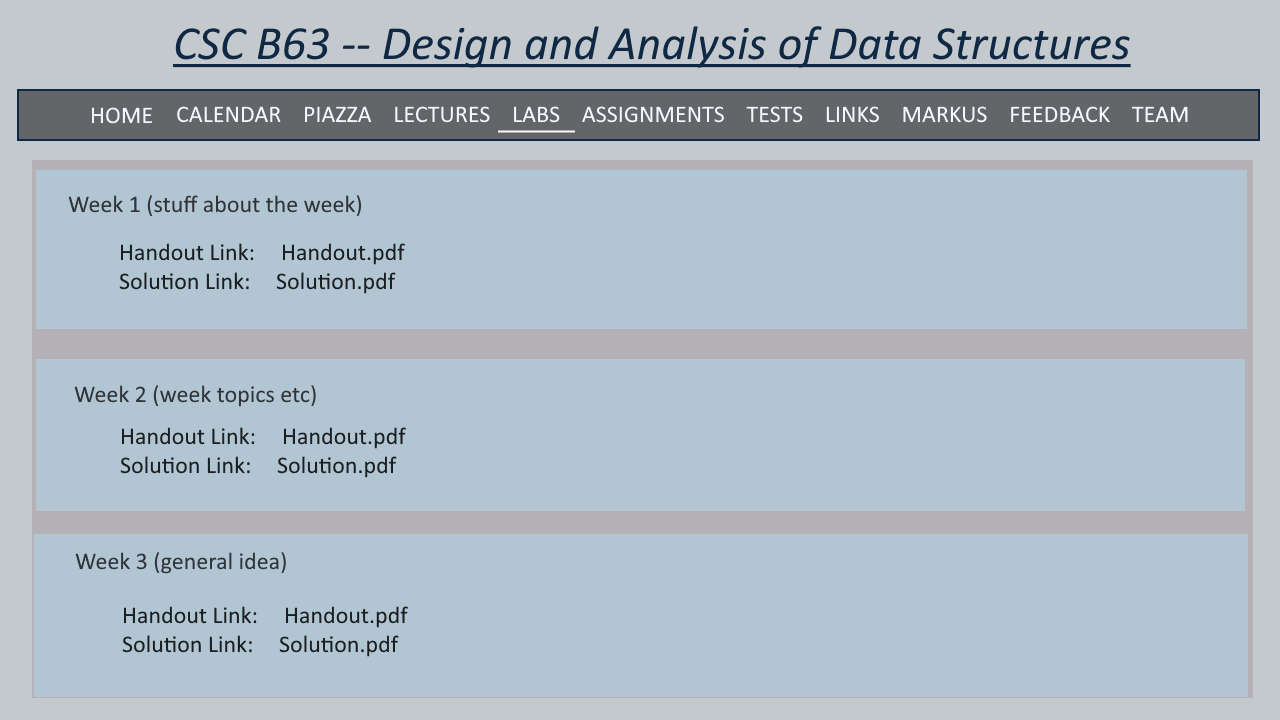 CSC B63 -- Design and Analysis of Data Structures
HOME CALENDAR PIAZZA LECTURES LABS ASSIGNMENTS TESTS LINKS MARKUS FEEDBACK TEAM
Week 1 (stuff about the week)
Handout Link: Handout.pdf
Solution Link: Solution.pdf
Week 2 (week topics etc)
Handout Link: Handout.pdf
Solution Link: Solution.pdf
Week 3 (general idea)
Handout Link: Handout.pdf
Solution Link: Solution.pdf